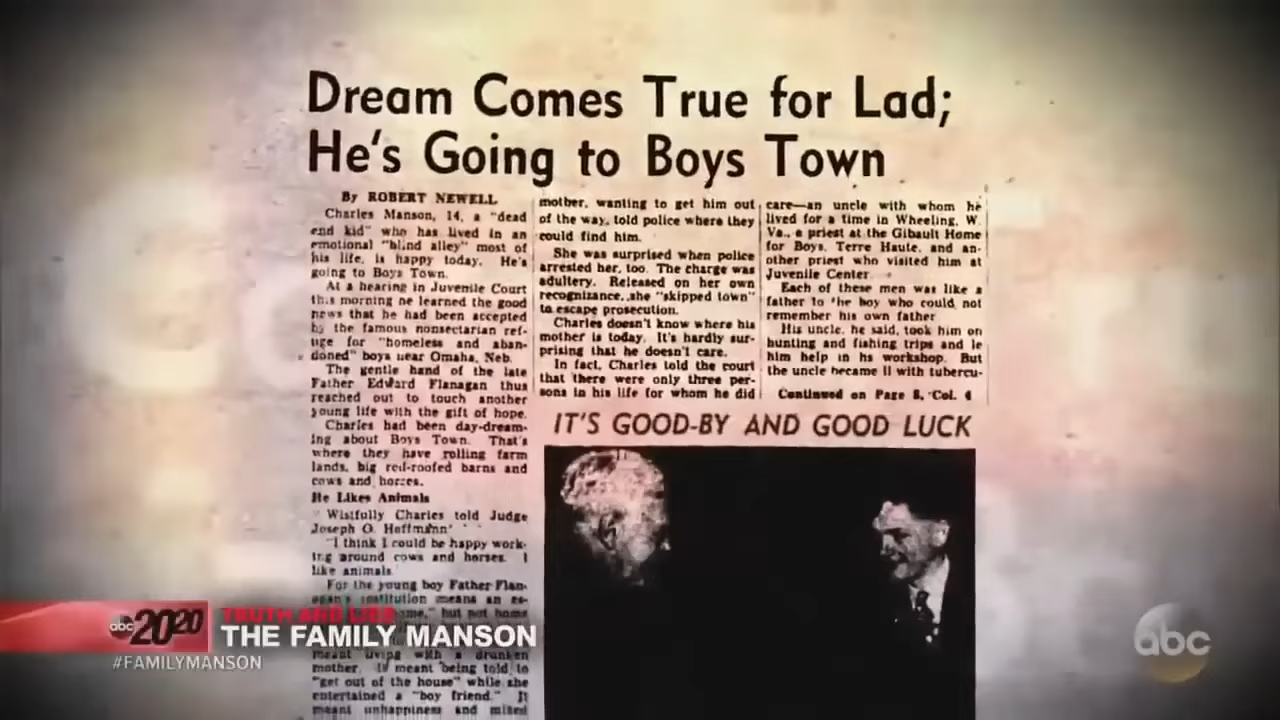 Dream Comes True for Lad;
He's Going to Boys Town
By ROBERT NEWELL
Charles Manson, 14, a "dead
end kid" who has lived in an
emotional "blind alley" most of
his life, is happy today. He's
going to Boys Town.
At a hearing in Juvenile Court
this morning he learned the good
news that he had been accepted
by the famous nonsectarian ref-
uge for "homeless and aban-
doned" boys near Omaha, Neb.
The gentle hand of the late
Father Edward Flanagan thus
reached out to touch another
young life with the gift of hope.
Charles had been day-dream-
ing about Boys Town. That's
where they have rolling farm
lands, big red-roofed barns and
cows and horses.
He Likes Animals
Wistfully Charles told Judge
Joseph O. Hoffmann
"I think I could be happy work-
ing around cows and horses. I
like animals.
For the young boy Father Flan-
agan's institution means an es-
but not home
meant living with a drunken
mother. It meant being told to
"get out of the house" while she
entertained a "boy friend." It
meant unhappiness and mixed
mother, wanting to get him out
of the way, told police where they
could find him.
She was surprised when police
arrested her, too. The charge was
adultery. Released on her own
recognizance, she "skipped town"
to escape prosecution.
Charles doesn't know where his
mother is today. It's hardly sur-
prising that he doesn't care.
In fact, Charles told the court
that there were only three per-
sons in his life for whom he did
care—an uncle with whom he
lived for a time in Wheeling, W.
Va., a priest at the Gibault Home
for Boys, Terre Haute, and an-
other priest who visited him at
Juvenile Center.
Each of these men was like a
father to the boy who could not
remember his own father
His uncle, he said, took him on
hunting and fishing trips and le
him help in hs workshop. But
the uncle became ll with tubercu-
Continued on Page 8, Col. 4
IT'S GOOD-BY AND GOOD LUCK
abc 2020
TRUTH AND LIES
THE FAMILY MANSON
#FAMILYMANSON
abc